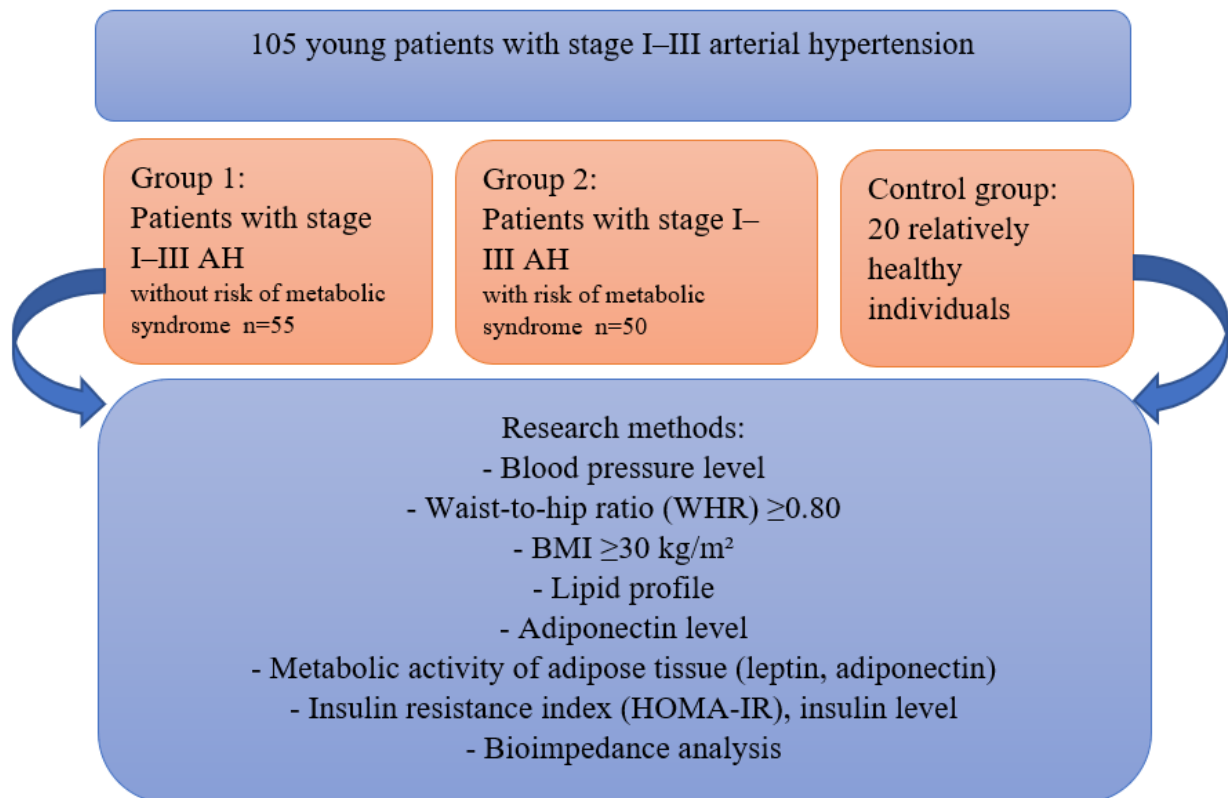 105 young patients with stage I–III arterial hypertension
Group 1:
Patients with stage
I–III AH
without risk of metabolic
syndrome n=55
Group 2:
Patients with stage I–
III AH
with risk of metabolic
syndrome n=50
Control group:
20 relatively
healthy
individuals
Research methods:
- Blood pressure level
- Waist-to-hip ratio (WHR) ≥0.80
- BMI ≥30 kg/m²
- Lipid profile
- Adiponectin level
- Metabolic activity of adipose tissue (leptin, adiponectin)
- Insulin resistance index (HOMA-IR), insulin level
- Bioimpedance analysis